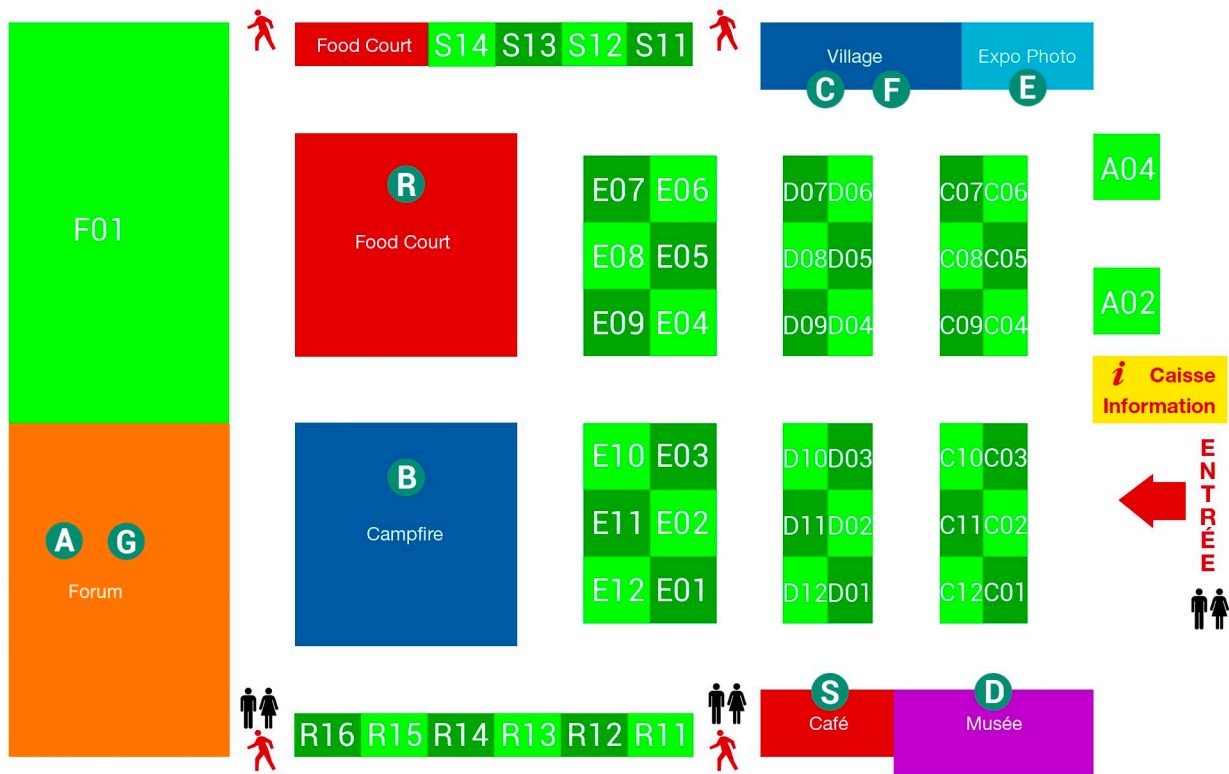 Food Court S14 S13 S12 S11
Village
Expo Photo
C F
E
F01
R
Food Court
E07 E06
E08 E05
E09 E04
D07 D06
D08 D05
D09 D04
C07 C06
C08 C05
C09 C04
A04
A02
i Caisse
Information
ENTRÉE
B
Campfire
E10 E03
E11 E02
E12 E01
D10 D03
D11 D02
D12 D01
C10 C03
C11 C02
C12 C01
A G
Forum
R16 R15 R14 R13 R12 R11
S
Café
D
Musée